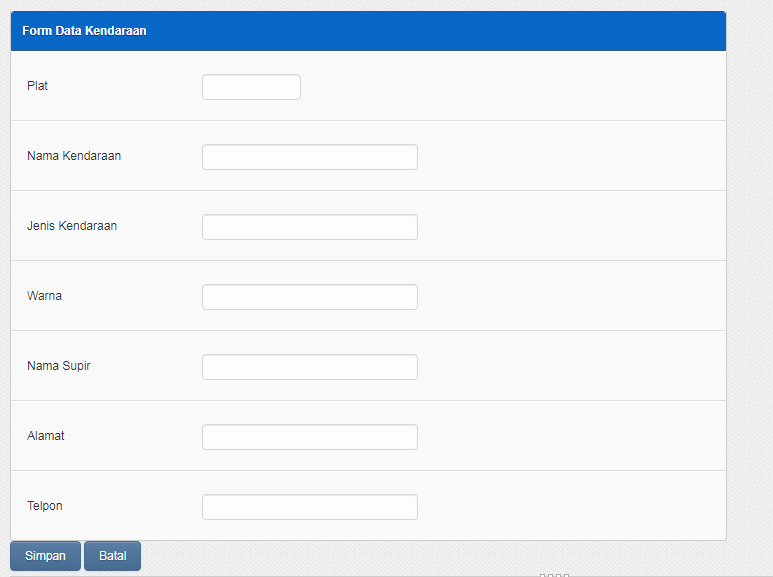 Form Data Kendaraan
Plat
Nama Kendaraan
Jenis Kendaraan
Warna
Nama Supir
Alamat
Telpon
Simpan Batal